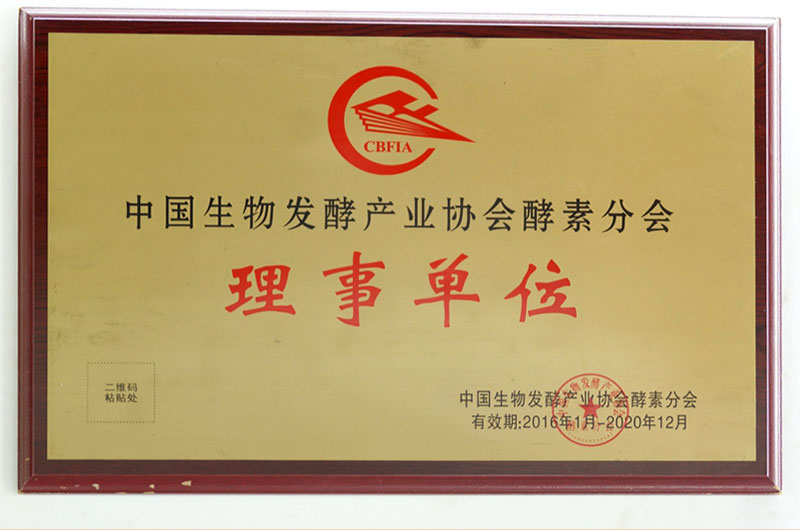 CBFIA
中国生物发酵产业协会酵素分会
理事单位
二维码
粘贴处
中国生物发酵产业协会酵素分会
有效期:2016年1月-2020年12月